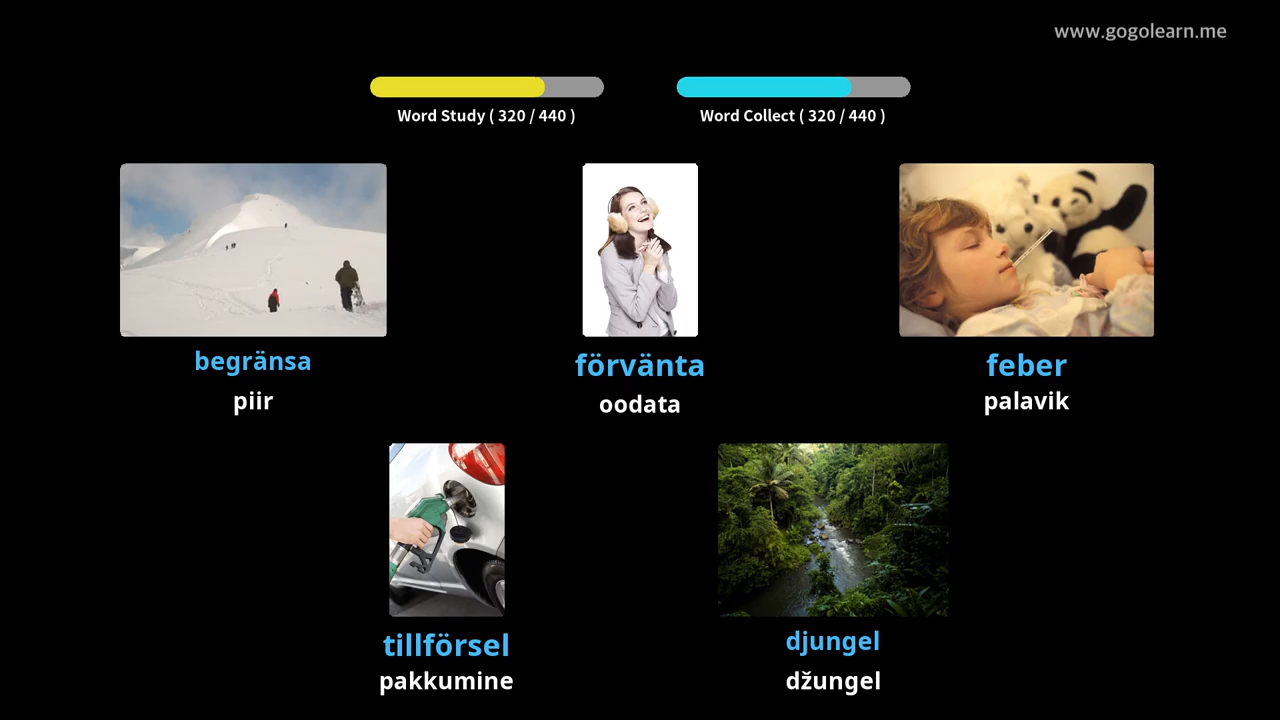 www.gogolearn.me
Word Study ( 320 / 440 )
Word Collect ( 320 / 440 )
begränsa
piir
förvänta
oodata
feber
palavik
tillförsel
pakkumine
djungel
džungel